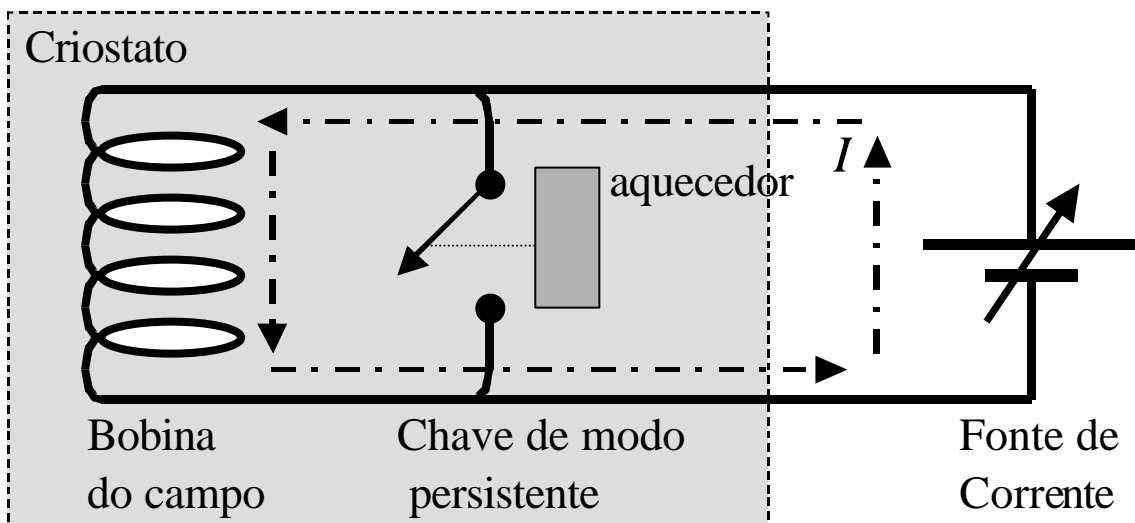 Criostato
I
aquecedor
Bobina
do campo
Chave de modo
persistente
Fonte de
Corrente